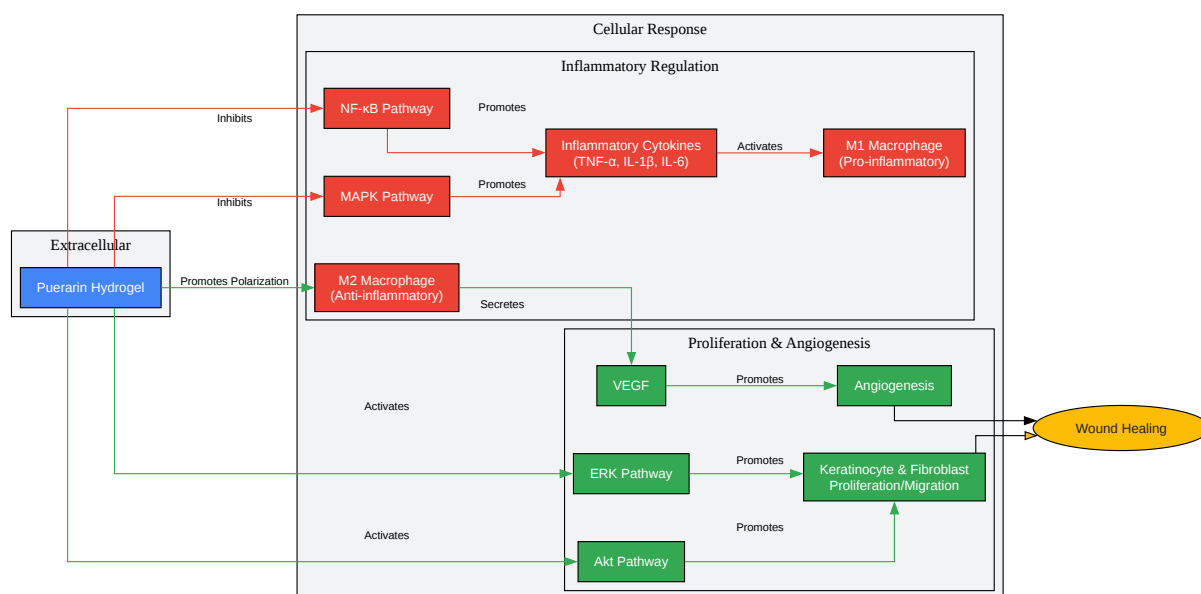 Cellular Response
Inflammatory Regulation
NF-κB Pathway
Promotes
Inhibits
Inflammatory Cytokines
(TNF-α, IL-1β, IL-6)
Activates
M1 Macrophage
(Pro-inflammatory)
MAPK Pathway
Promotes
Inhibits
Extracellular
Puerarin Hydrogel
Promotes Polarization
M2 Macrophage
(Anti-inflammatory)
Secretes
Proliferation & Angiogenesis
VEGF
Promotes
Angiogenesis
Activates
Wound Healing
ERK Pathway
Promotes
Keratinocyte & Fibroblast
Proliferation/Migration
Activates
Promotes
Akt Pathway